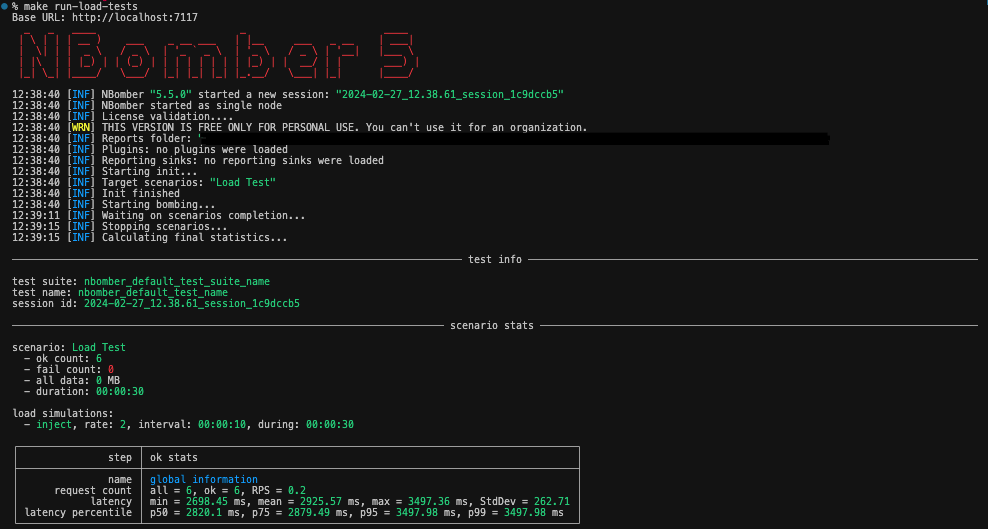 % make run-load-tests
Base URL: http://localhost:7117
NBomber 5
12:38:40 [INF] NBomber "5.5.0" started a new session: "2024-02-27_12.38.61_session_1c9dccb5"
12:38:40 [INF] NBomber started as single node
12:38:40 [INF] License validation....
12:38:40 [WRN] THIS VERSION IS FREE ONLY FOR PERSONAL USE. You can't use it for an organization.
12:38:40 [INF] Reports folder:
12:38:40 [INF] Plugins: no plugins were loaded
12:38:40 [INF] Reporting sinks: no reporting sinks were loaded
12:38:40 [INF] Starting init...
12:38:40 [INF] Target scenarios: "Load Test"
12:38:40 [INF] Init finished
12:38:40 [INF] Starting bombing...
12:39:11 [INF] Waiting on scenarios completion...
12:39:15 [INF] Stopping scenarios...
12:39:15 [INF] Calculating final statistics...
test info
test suite: nbomber_default_test_suite_name
test name: nbomber_default_test_name
session id: 2024-02-27_12.38.61_session_1c9dccb5
scenario stats
scenario: Load Test
- ok count: 6
- fail count: 0
- all data: 0 MB
- duration: 00:00:30
load simulations:
- inject, rate: 2, interval: 00:00:10, during: 00:00:30
step ok stats
name global information
request count all = 6, ok = 6, RPS = 0.2
latency min = 2698.45 ms, mean = 2925.57 ms, max = 3497.36 ms, StdDev = 262.71
latency percentile p50 = 2820.1 ms, p75 = 2879.49 ms, p95 = 3497.98 ms, p99 = 3497.98 ms